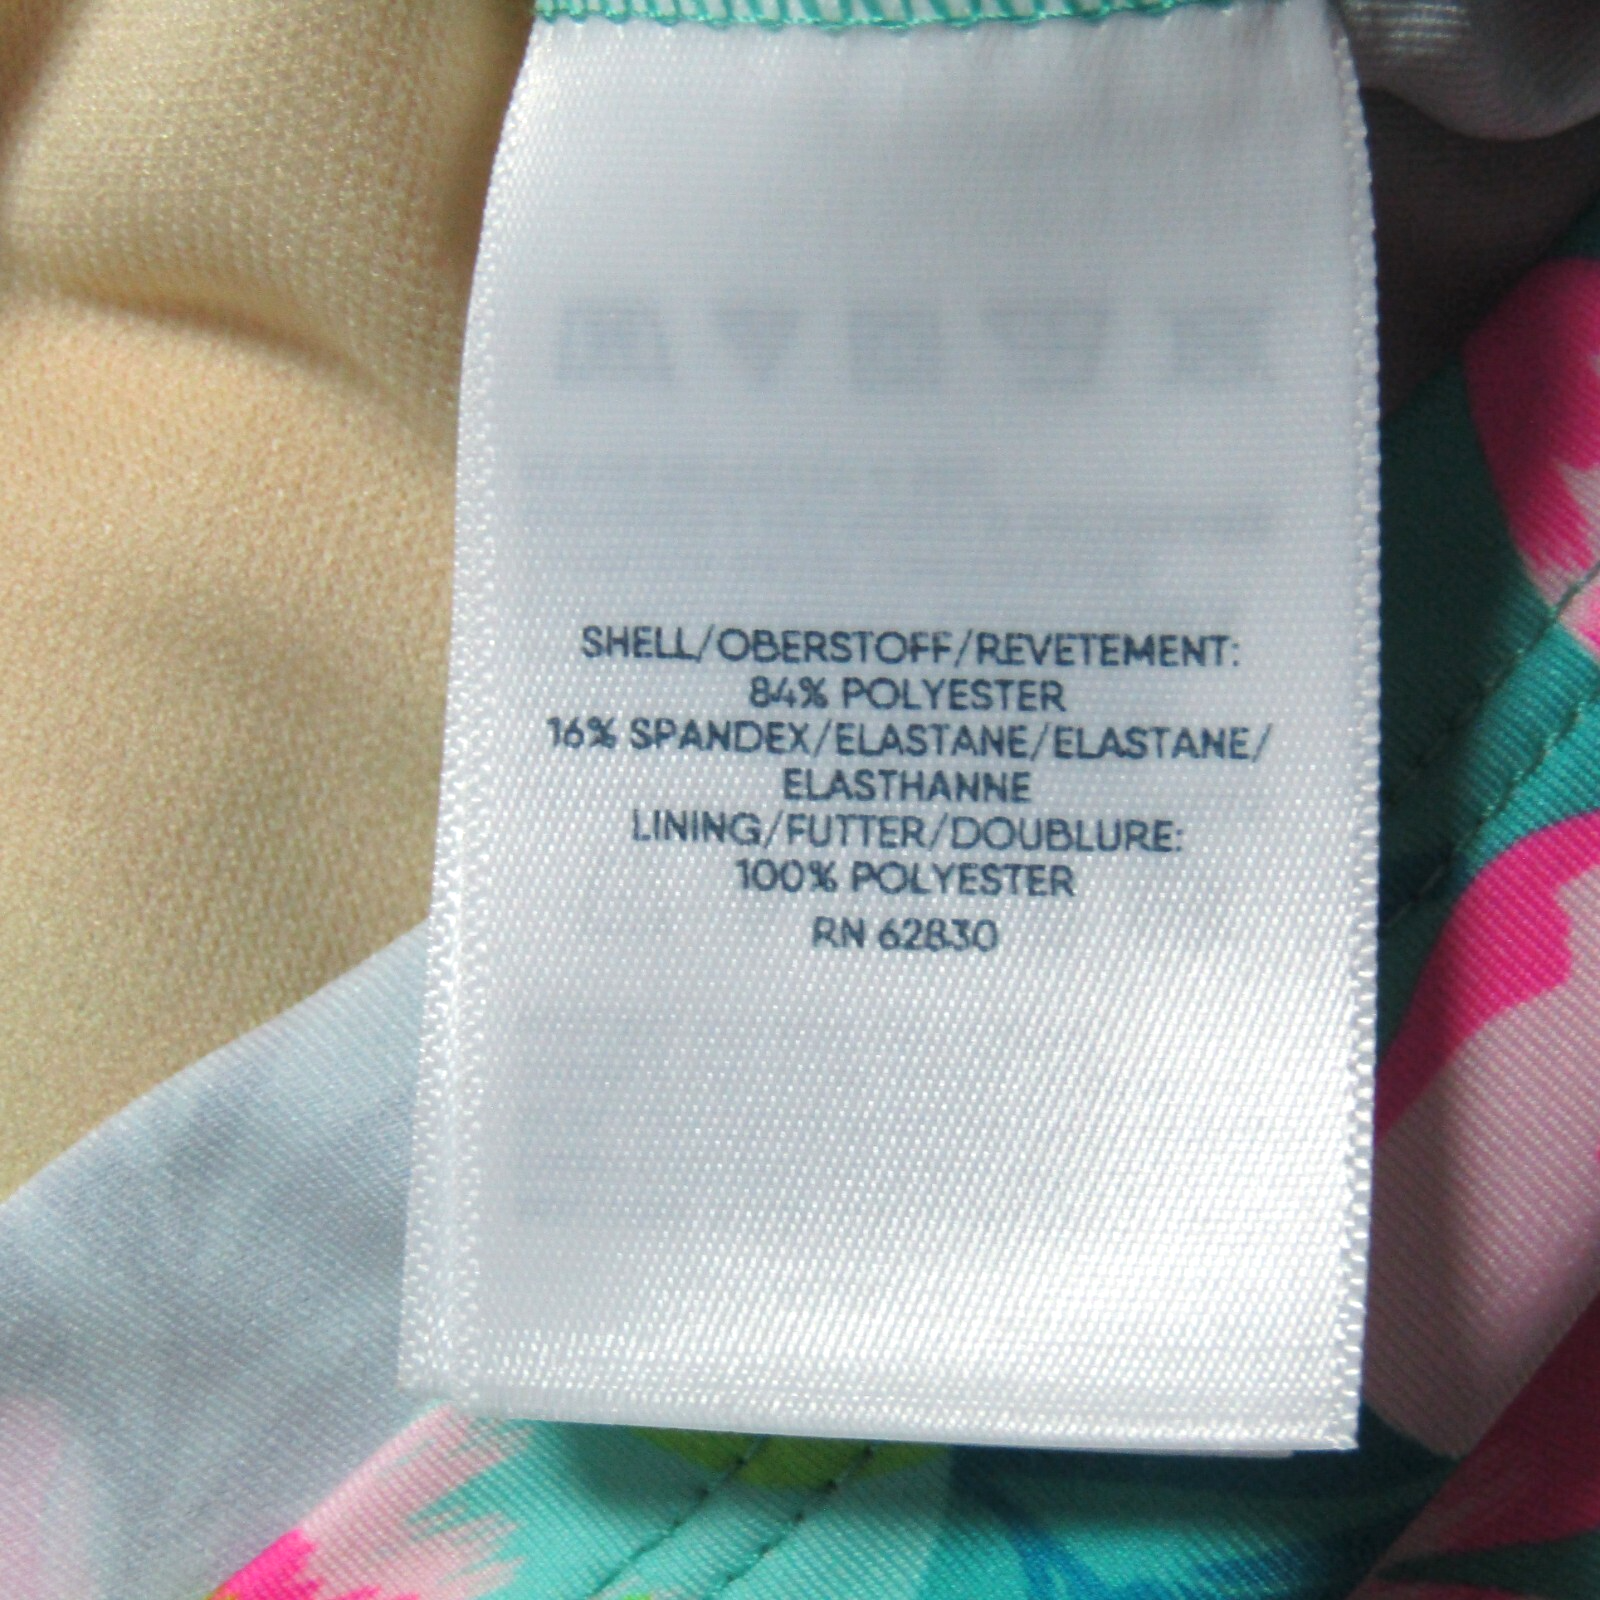 SHELL/OBERSTOFF/REVETEMENT:
84% POLYESTER
16% SPANDEX/ELASTANE/ELASTANE/
ELASTHANNE
LINING/FUTTER/DOUBLURE:
100% POLYESTER
RN 62830